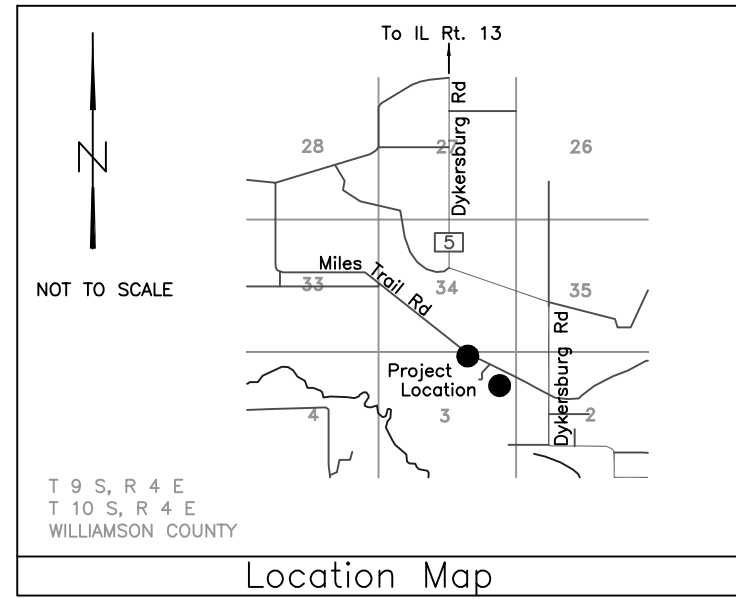 To IL Rt. 13
Dykersburg Rd
28
27
26
N
5
NOT TO SCALE
Miles Trail Rd
33
34
35
Dykersburg Rd
Project
Location
4
3
2
T 9 S, R 4 E
T 10 S, R 4 E
WILLIAMSON COUNTY
Location Map